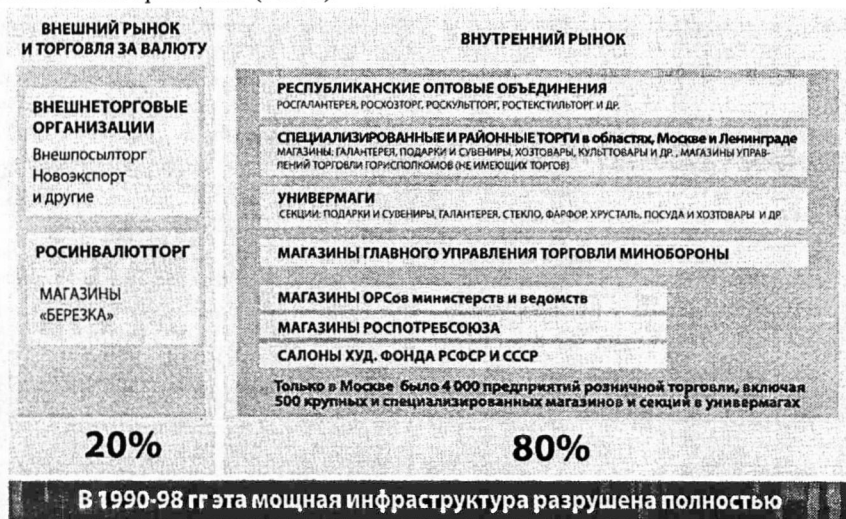 ВНЕШНИЙ РЫНОК
И ТОРГОВЛЯ ЗА ВАЛЮТУ
ВНЕШНЕТОРГОВЫЕ
ОРГАНИЗАЦИИ
Внешпосылторг
Новоэкспорт
и другие
РОСИНВАЛЮТТОРГ
МАГАЗИНЫ
«БЕРЕЗКА»
20%
ВНУТРЕННИЙ РЫНОК
РЕСПУБЛИКАНСКИЕ ОПТОВЫЕ ОБЪЕДИНЕНИЯ
РОСГАЛАНТЕРЕЯ, РОСХОЗТОРГ, РОСКУЛЬТТОРГ, РОСТЕКСТИЛЬТОРГ И ДР.
СПЕЦИАЛИЗИРОВАННЫЕ И РАЙОННЫЕ ТОРГИ в областях, Москве и Ленинграде
МАГАЗИНЫ: ГАЛАНТЕРЕЯ, ПОДАРКИ И СУВЕНИРЫ, ХОЗТОВАРЫ, КУЛЬТТОВАРЫ И ДР., МАГАЗИНЫ УПРАВ-
ЛЕНИЙ ТОРГОВЛИ ГОРИСПОЛКОМОВ (НЕ ИМЕЮЩИХ ТОРГОВ)
УНИВЕРМАГИ
СЕКЦИИ: ПОДАРКИ И СУВЕНИРЫ, ГАЛАНТЕРЕЯ, СТЕКЛО, ФАРФОР, ХРУСТАЛЬ, ПОСУДА И ХОЗТОВАРЫ И ДР
МАГАЗИНЫ ГЛАВНОГО УПРАВЛЕНИЯ ТОРГОВЛИ МИНОБОРОНЫ
МАГАЗИНЫ ОРСов министерств и ведомств
МАГАЗИНЫ РОСПОТРЕБСОЮЗА
САЛОНЫ ХУД. ФОНДА РСФСР И СССР
Только в Москве было 4 000 предприятий розничной торговли, включая
500 крупных и специализированных магазинов и секций в универмагах
80%
В 1990-98 гг эта мощная инфраструктура разрушена полностью